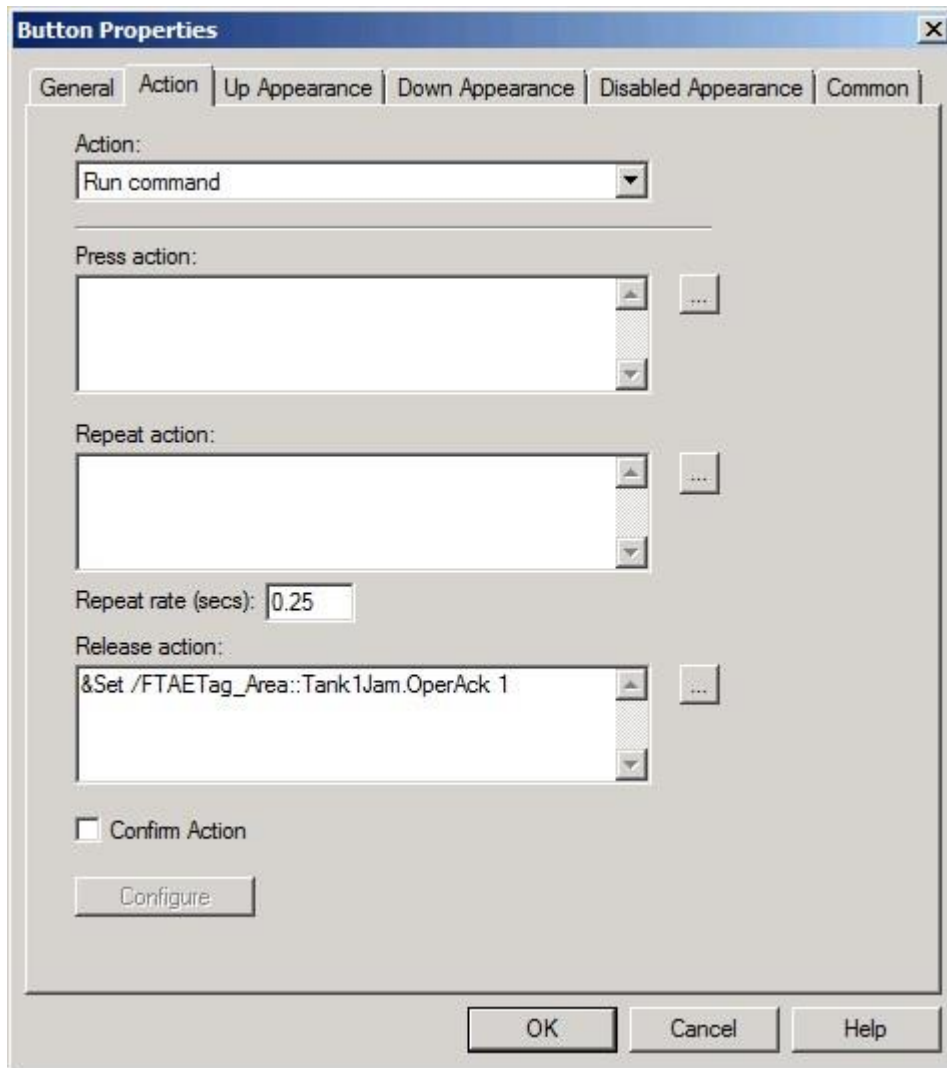 Button Properties
General Action Up Appearance Down Appearance Disabled Appearance Common
Action:
Run command
Press action:
...
Repeat action:
...
Repeat rate (secs): 0.25
Release action:
&Set /FTAETag_Area::Tank1Jam.OperAck 1
...
Confirm Action
Configure
OK Cancel Help